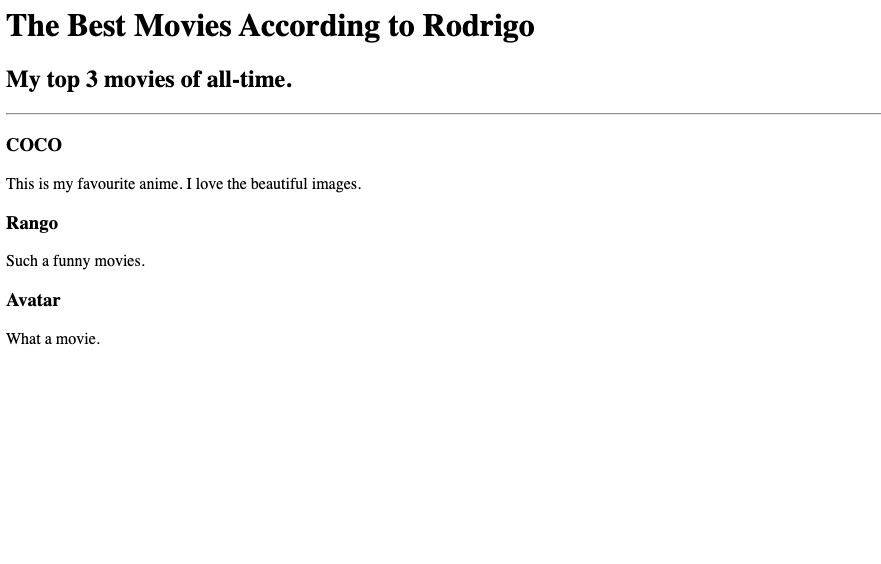 The Best Movies According to Rodrigo
My top 3 movies of all-time.
COCO
This is my favourite anime. I love the beautiful images.
Rango
Such a funny movies.
Avatar
What a movie.